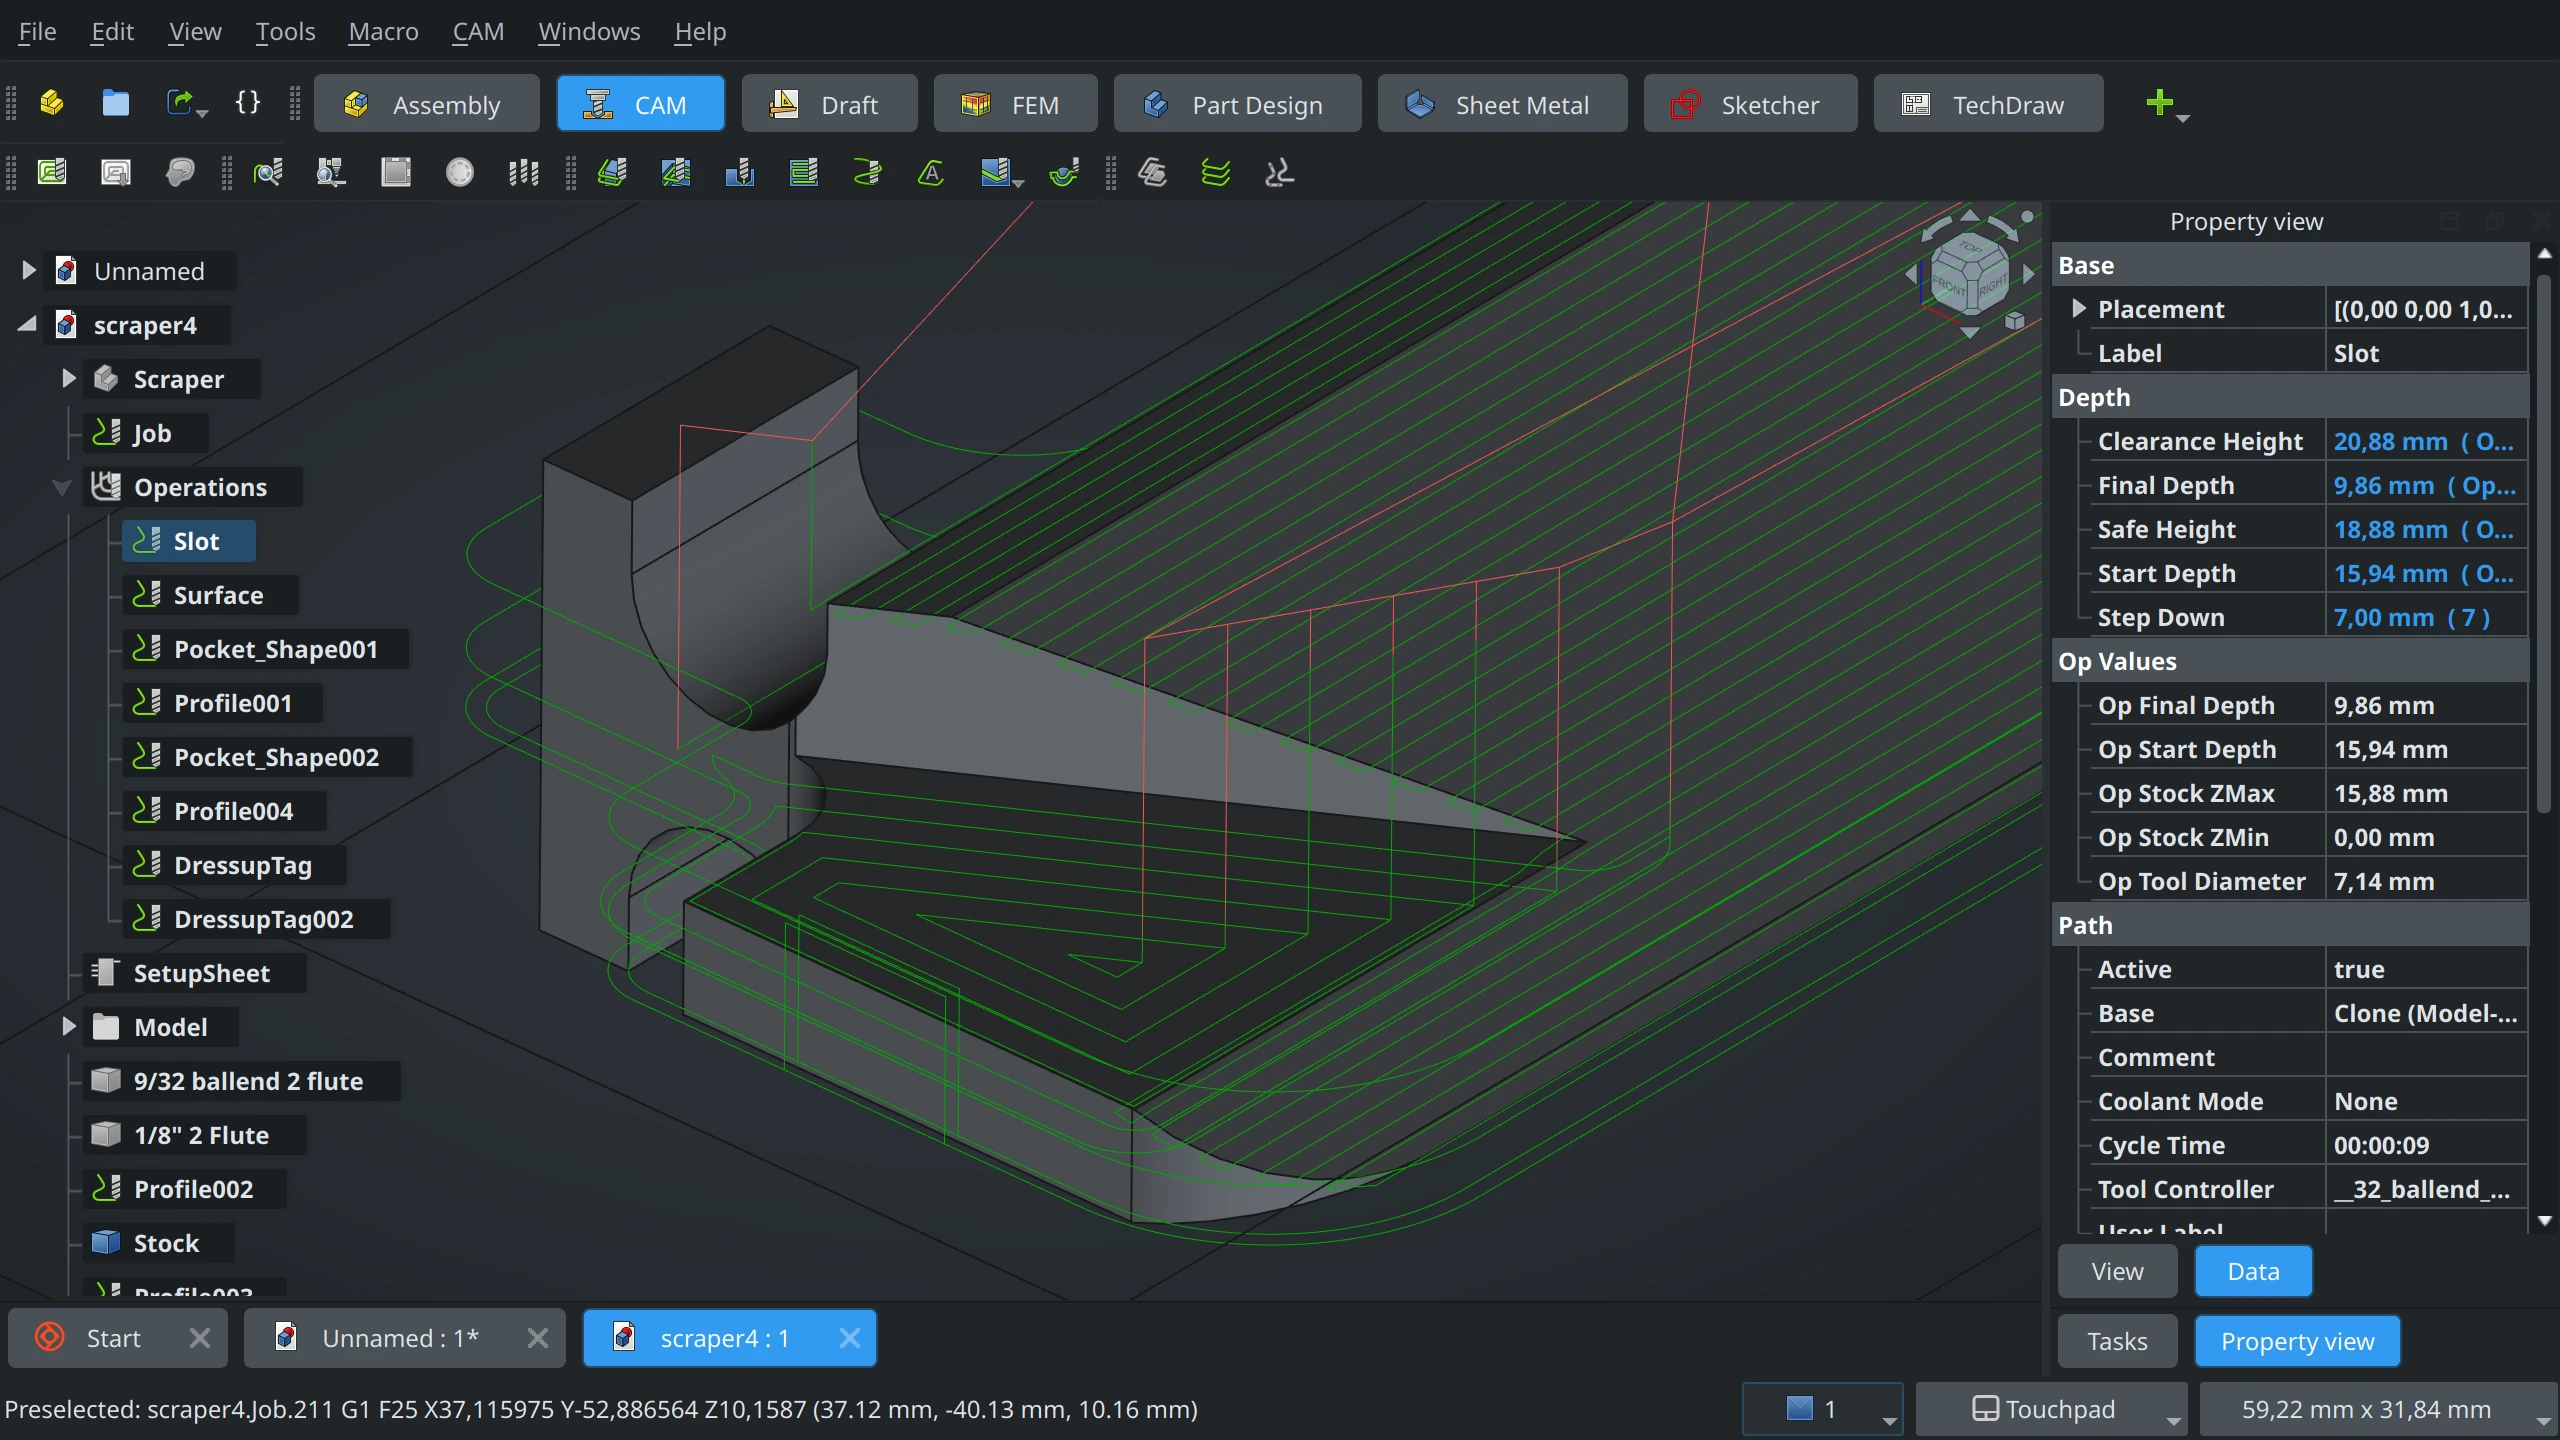 File Edit View Tools Macro CAM Windows Help
{} Assembly CAM Draft FEM Part Design Sheet Metal Sketcher TechDraw
Unnamed
scraper4
Scraper
Job
Operations
Slot
Surface
Pocket_Shape001
Profile001
Pocket_Shape002
Profile004
DressupTag
DressupTag002
SetupSheet
Model
9/32 ballend 2 flute
1/8" 2 Flute
Profile002
Stock
Profile003
TOP
FRONT RIGHT
Property view
Base
Placement [(0,00 0,00 1,0...
Label Slot
Depth
Clearance Height 20,88 mm ( O...
Final Depth 9,86 mm ( Op...
Safe Height 18,88 mm ( O...
Start Depth 15,94 mm ( O...
Step Down 7,00 mm ( 7 )
Op Values
Op Final Depth 9,86 mm
Op Start Depth 15,94 mm
Op Stock ZMax 15,88 mm
Op Stock ZMin 0,00 mm
Op Tool Diameter 7,14 mm
Path
Active true
Base Clone (Model-...
Comment
Coolant Mode None
Cycle Time 00:00:09
Tool Controller __32_ballend_...
User Label
View Data
Tasks Property view
Start Unnamed : 1* scraper4 : 1
Preselected: scraper4.Job.211 G1 F25 X37,115975 Y-52,886564 Z10,1587 (37.12 mm, -40.13 mm, 10.16 mm)
1 Touchpad 59,22 mm x 31,84 mm